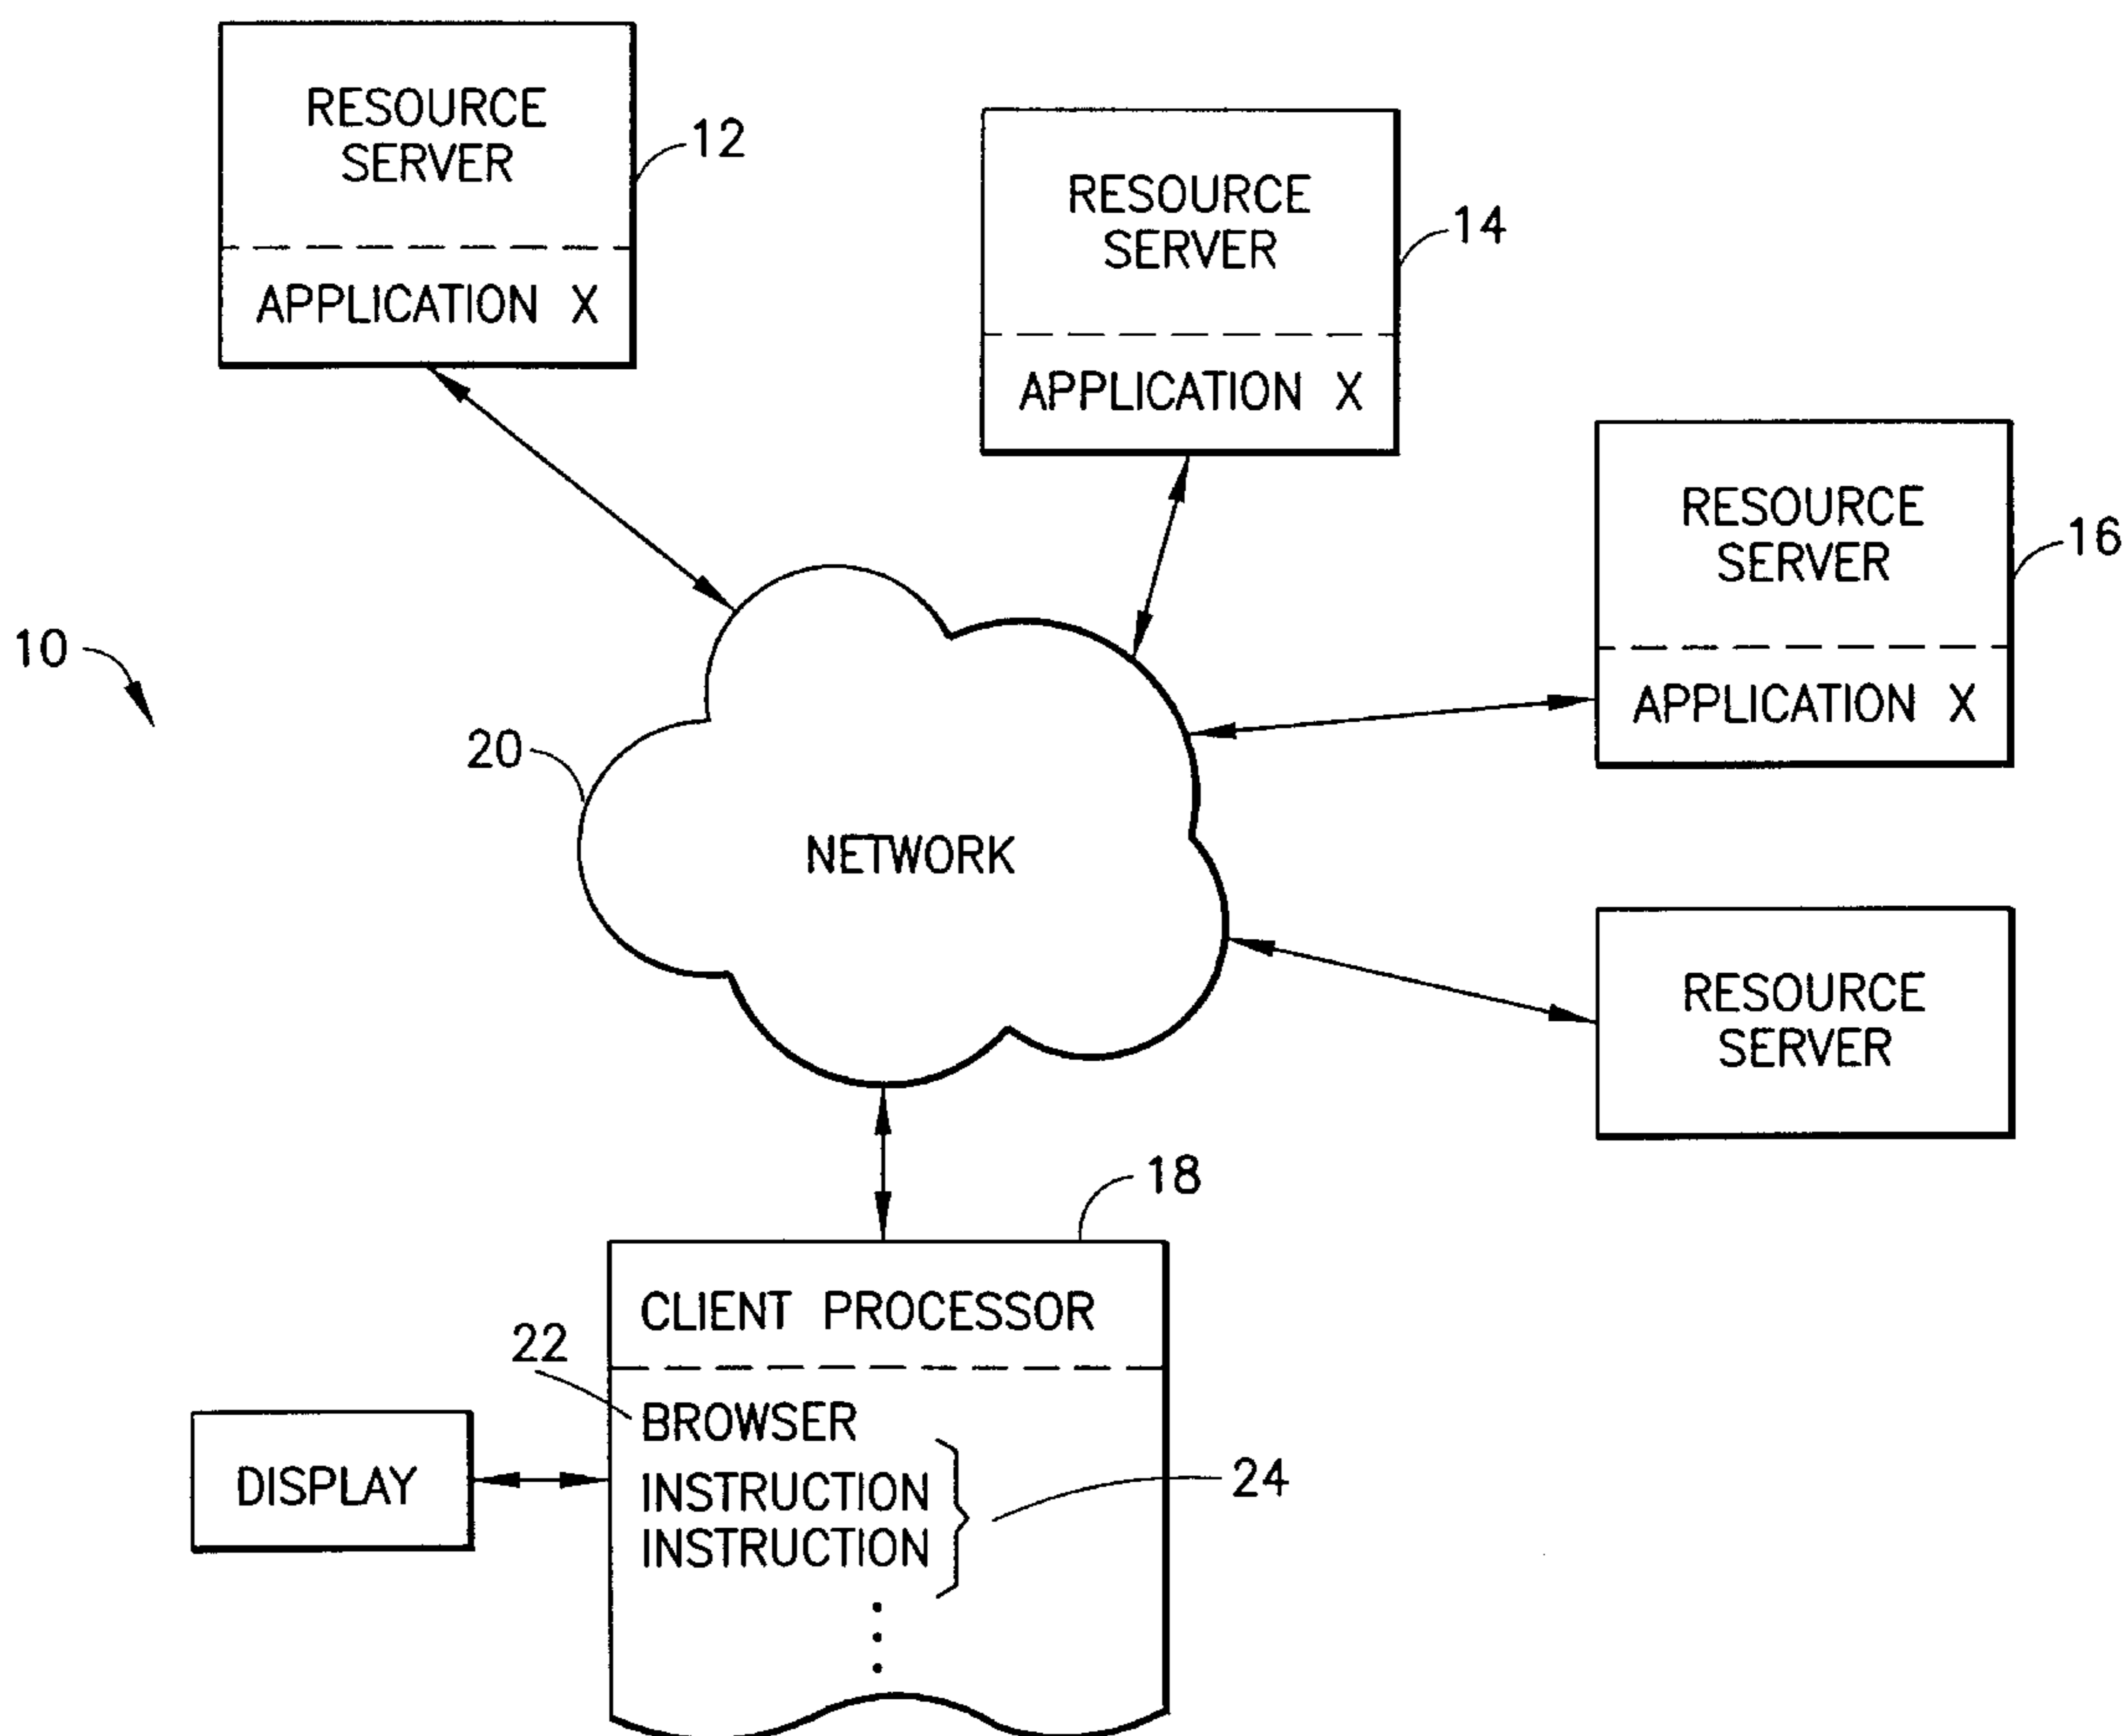 RESOURCE
SERVER
APPLICATION X
12
RESOURCE
SERVER
APPLICATION X
14
RESOURCE
SERVER
APPLICATION X
16
10
20
NETWORK
RESOURCE
SERVER
18
CLIENT PROCESSOR
22
BROWSER
INSTRUCTION
INSTRUCTION
24
DISPLAY